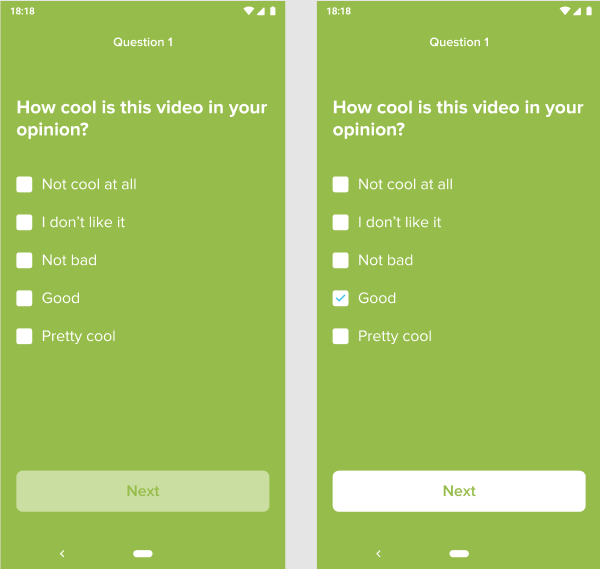 18:18
Question 1
How cool is this video in your
opinion?
Not cool at all
I don't like it
Not bad
Good
Pretty cool
Next
18:18
Question 1
How cool is this video in your
opinion?
Not cool at all
I don't like it
Not bad
Good
Pretty cool
Next